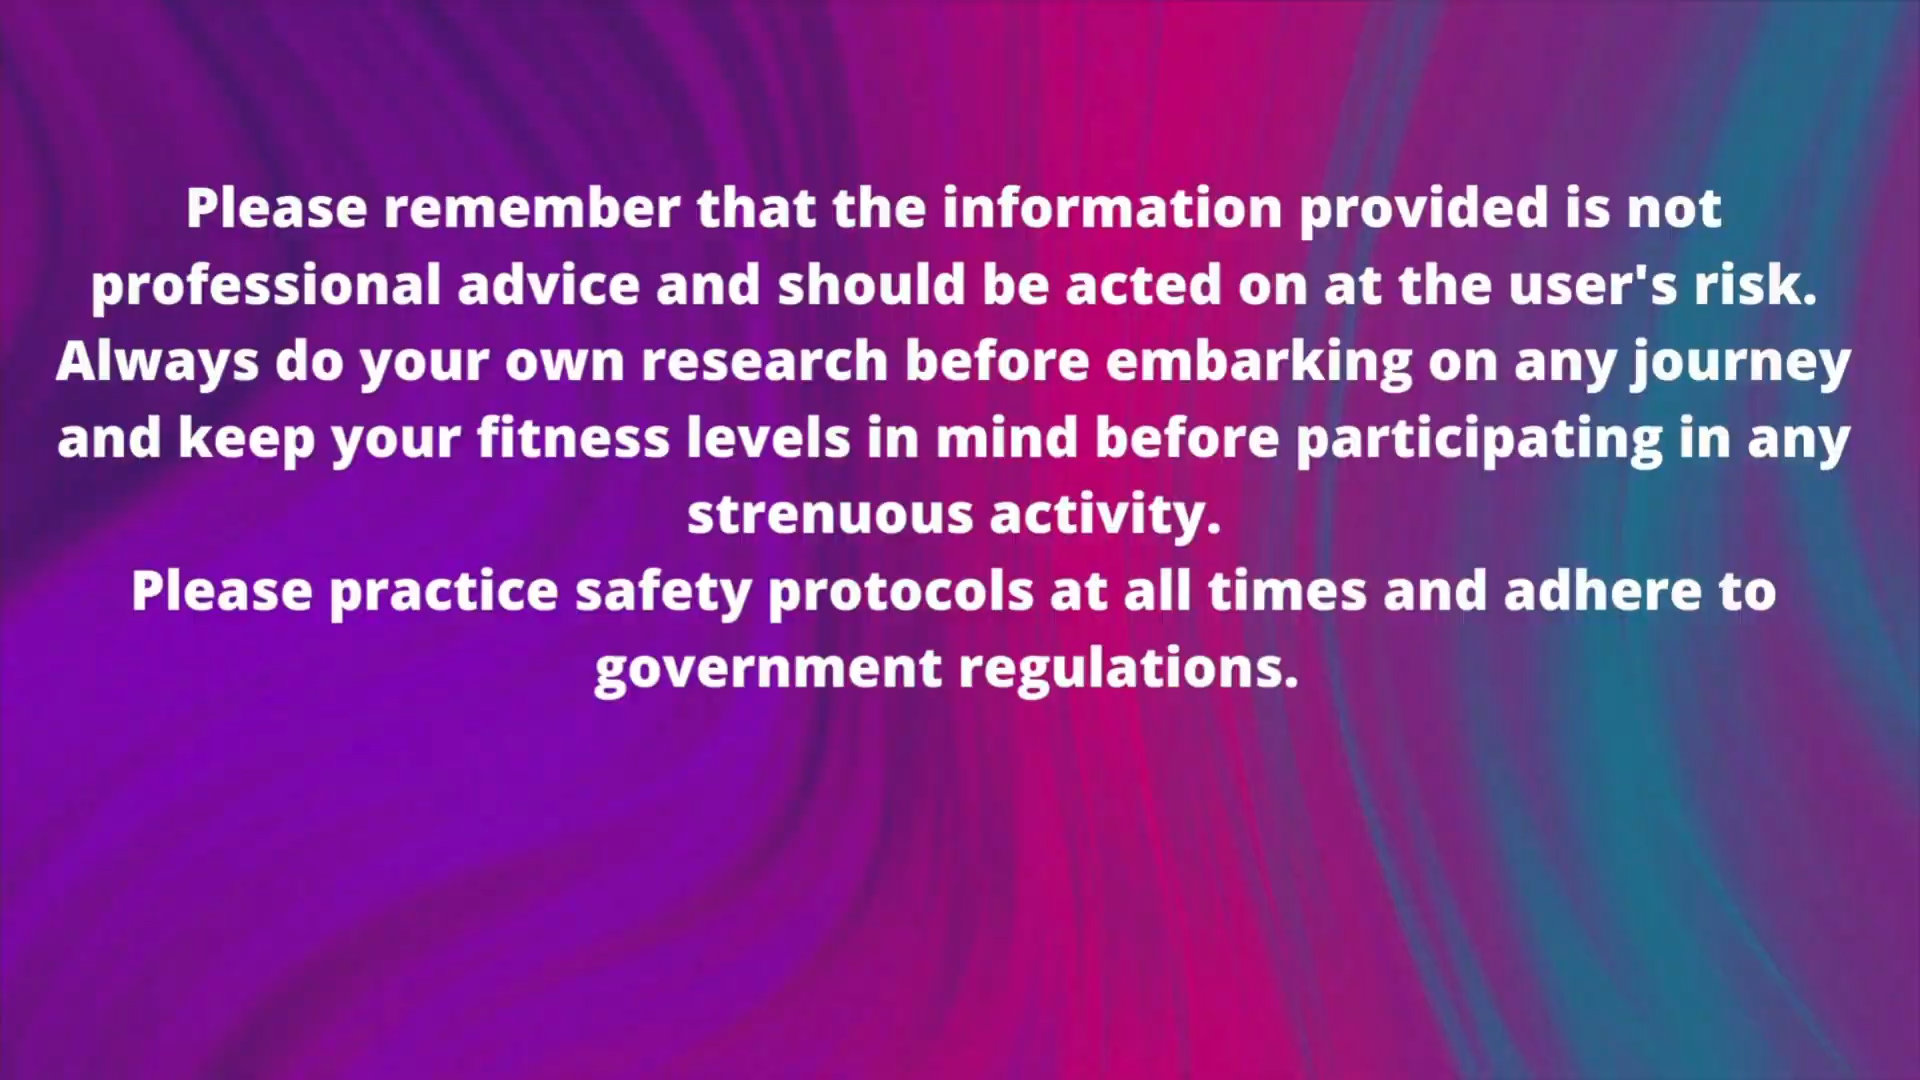 Please remember that the information provided is not
professional advice and should be acted on at the user's risk.
Always do your own research before embarking on any journey
and keep your fitness levels in mind before participating in any
strenuous activity.
Please practice safety protocols at all times and adhere to
government regulations.